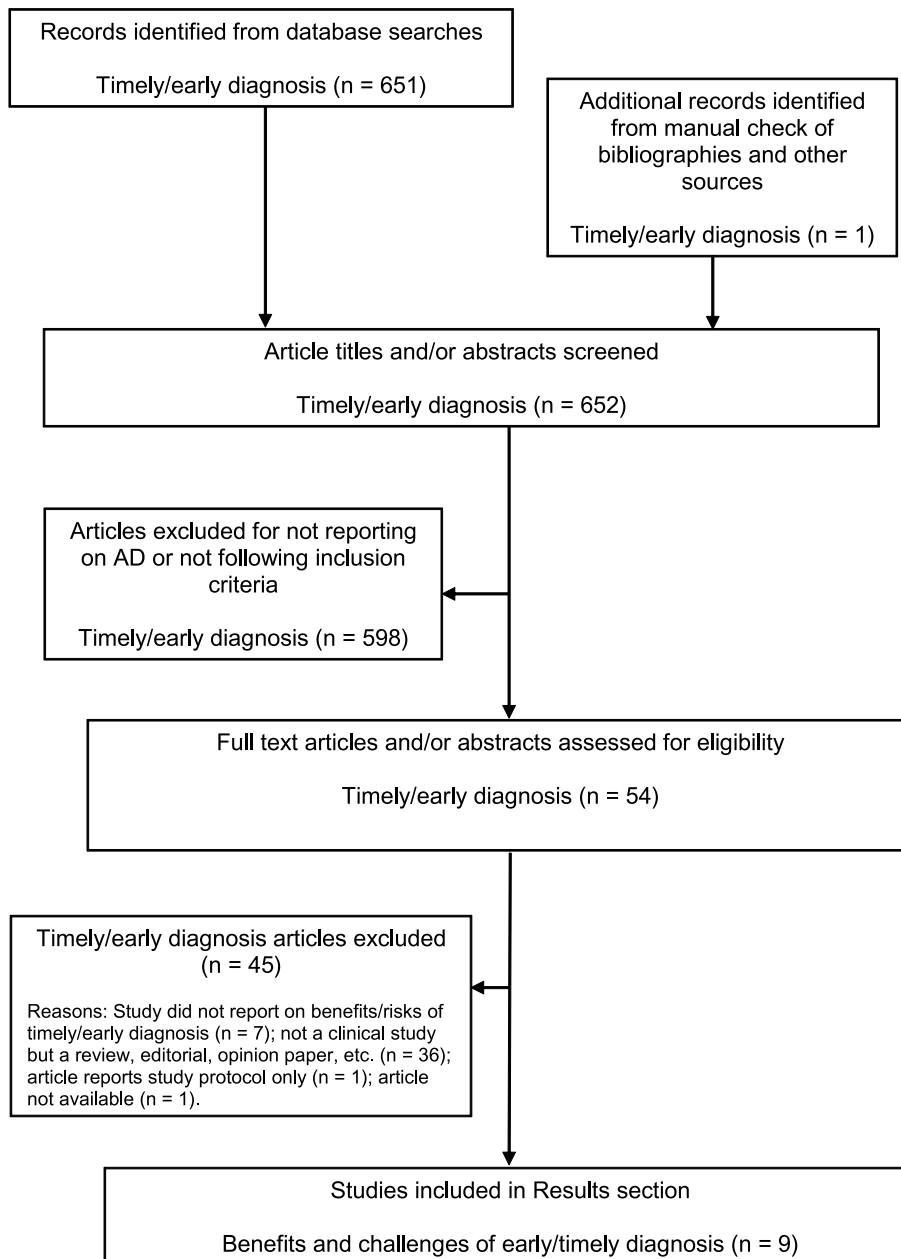 Records identified from database searches
Timely/early diagnosis (n = 651)
Additional records identified
from manual check of
bibliographies and other
sources
Timely/early diagnosis (n = 1)
Article titles and/or abstracts screened
Timely/early diagnosis (n = 652)
Articles excluded for not reporting
on AD or not following inclusion
criteria
Timely/early diagnosis (n = 598)
Full text articles and/or abstracts assessed for eligibility
Timely/early diagnosis (n = 54)
Timely/early diagnosis articles excluded
(n = 45)
Reasons: Study did not report on benefits/risks of
timely/early diagnosis (n = 7); not a clinical study
but a review, editorial, opinion paper, etc. (n = 36);
article reports study protocol only (n = 1); article
not available (n = 1).
Studies included in Results section
Benefits and challenges of early/timely diagnosis (n = 9)